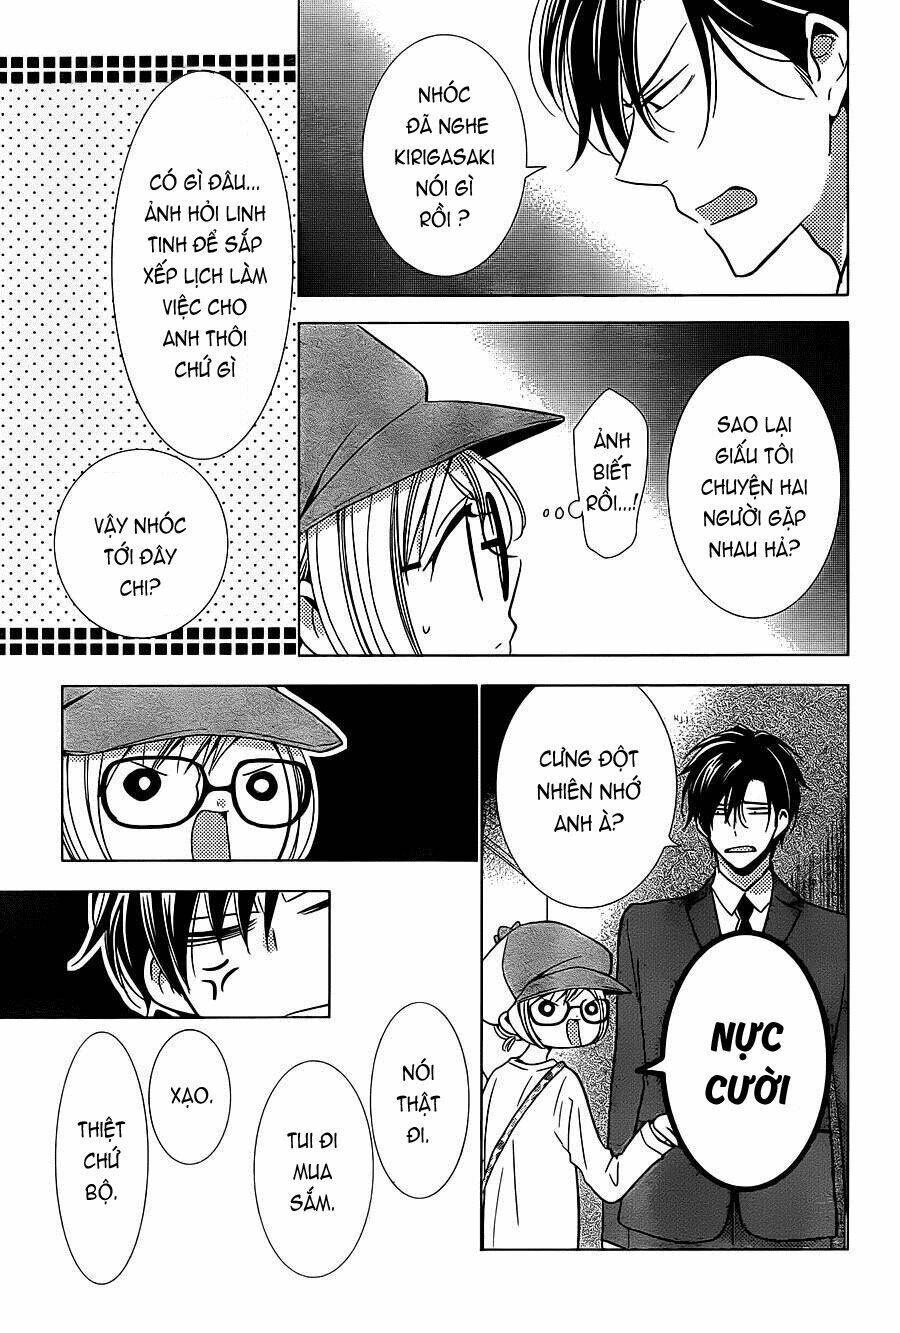 NHÓC
ĐÃ NGHE
KIRIGASAKI
NÓI GÌ
RỒI ?
CÓ GÌ ĐÂU...
ẢNH HỎI LINH
TINH ĐỂ SẮP
XẾP LỊCH LÀM
VIỆC CHO
ANH THÔI
CHỨ GÌ
SAO LẠI
GIẤU TÔI
CHUYỆN HAI
NGƯỜI GẶP
NHAU HẢ?
ẢNH
BIẾT
RỒI...!
VẬY NHÓC
TỚI ĐÂY
CHI?
CƯNG ĐỘT
NHIÊN NHỚ
ANH À?
NỰC
CƯỜI
NÓI
THẬT
ĐI.
TUI ĐI
MUA
SẮM.
XẠO.
THIỆT
CHỨ
BỘ.